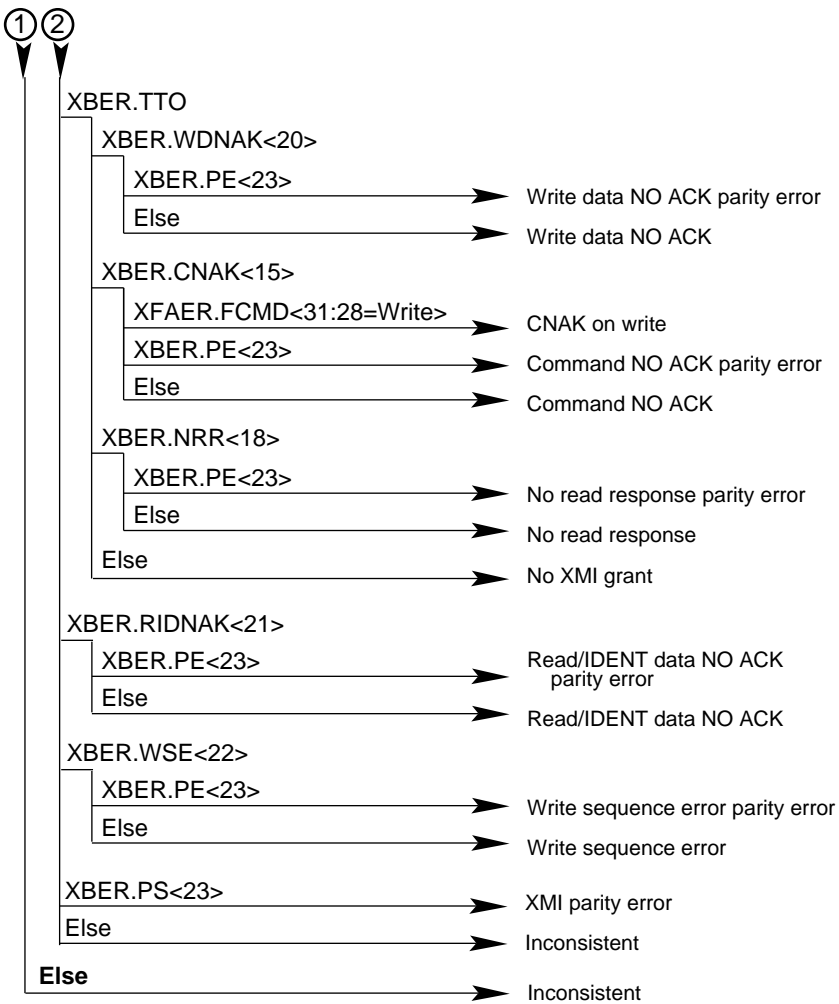 1 2
XBER.TTO
XBER.WDNAK<20>
XBER.PE<23> Write data NO ACK parity error
Else Write data NO ACK
XBER.CNAK<15>
XFAER.FCMD<31:28=Write> CNAK on write
XBER.PE<23> Command NO ACK parity error
Else Command NO ACK
XBER.NRR<18>
XBER.PE<23> No read response parity error
Else No read response
Else No XMI grant
XBER.RIDNAK<21>
XBER.PE<23> Read/IDENT data NO ACK
parity error
Else Read/IDENT data NO ACK
XBER.WSE<22>
XBER.PE<23> Write sequence error parity error
Else Write sequence error
XBER.PS<23> XMI parity error
Else Inconsistent
Else Inconsistent